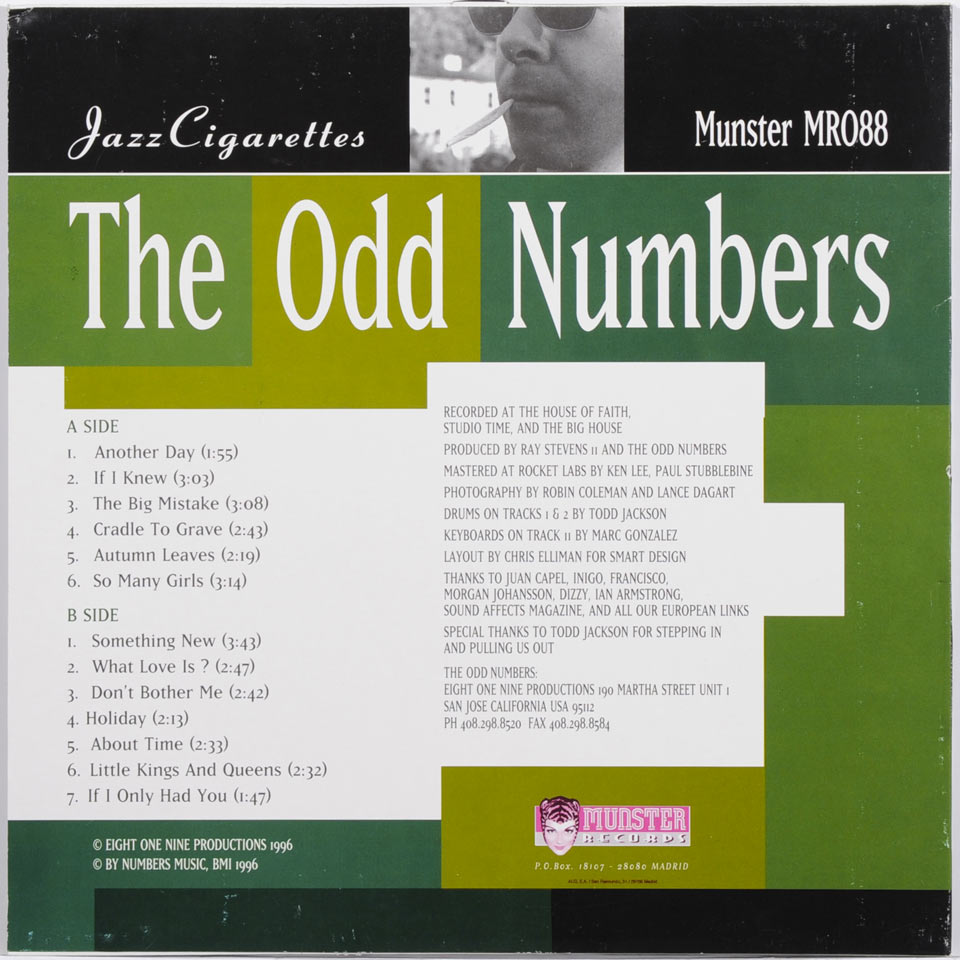 Jazz Cigarettes
Munster MR088
The Odd Numbers
A SIDE
1. Another Day (1:55)
2. If I Knew (3:03)
3. The Big Mistake (3:08)
4. Cradle To Grave (2:43)
5. Autumn Leaves (2:19)
6. So Many Girls (3:14)
B SIDE
1. Something New (3:43)
2. What Love Is ? (2:47)
3. Don't Bother Me (2:42)
4. Holiday (2:13)
5. About Time (2:33)
6. Little Kings And Queens (2:32)
7. If I Only Had You (1:47)
© EIGHT ONE NINE PRODUCTIONS 1996
© BY NUMBERS MUSIC, BMI 1996
RECORDED AT THE HOUSE OF FAITH,
STUDIO TIME, AND THE BIG HOUSE
PRODUCED BY RAY STEVENS II AND THE ODD NUMBERS
MASTERED AT ROCKET LABS BY KEN LEE, PAUL STUBBLEBINE
PHOTOGRAPHY BY ROBIN COLEMAN AND LANCE DAGART
DRUMS ON TRACKS 1 & 2 BY TODD JACKSON
KEYBOARDS ON TRACK 11 BY MARC GONZALEZ
LAYOUT BY CHRIS ELLIMAN FOR SMART DESIGN
THANKS TO JUAN CAPEL, INIGO, FRANCISCO,
MORGAN JOHANSSON, DIZZY, IAN ARMSTRONG,
SOUND AFFECTS MAGAZINE, AND ALL OUR EUROPEAN LINKS
SPECIAL THANKS TO TODD JACKSON FOR STEPPING IN
AND PULLING US OUT
THE ODD NUMBERS:
EIGHT ONE NINE PRODUCTIONS 190 MARTHA STREET UNIT 1
SAN JOSE CALIFORNIA USA 95112
PH 408.298.8520 FAX 408.298.8584
MUNSTER
RECORDS
P.O.Box. 18107 - 28080 MADRID